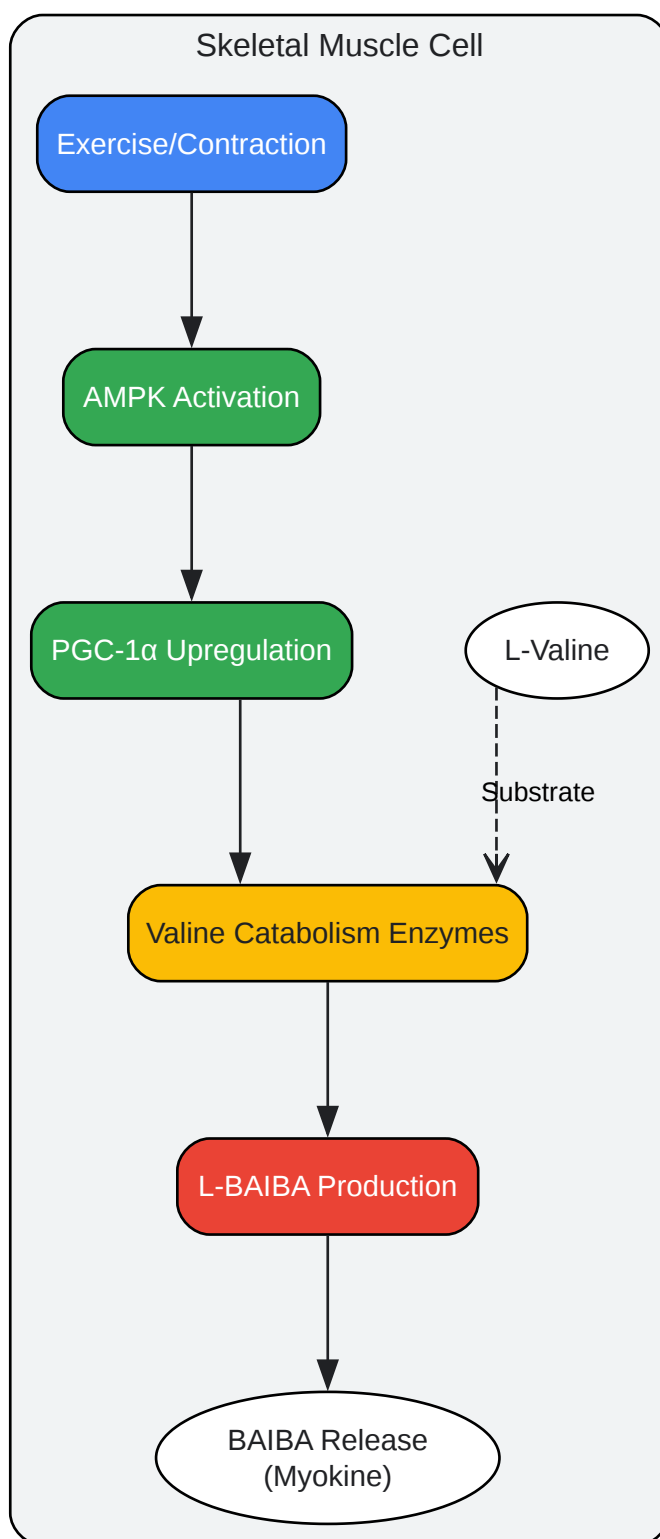 Skeletal Muscle Cell
Exercise/Contraction
AMPK Activation
PGC-1α Upregulation
L-Valine
Substrate
Valine Catabolism Enzymes
L-BAIBA Production
BAIBA Release
(Myokine)